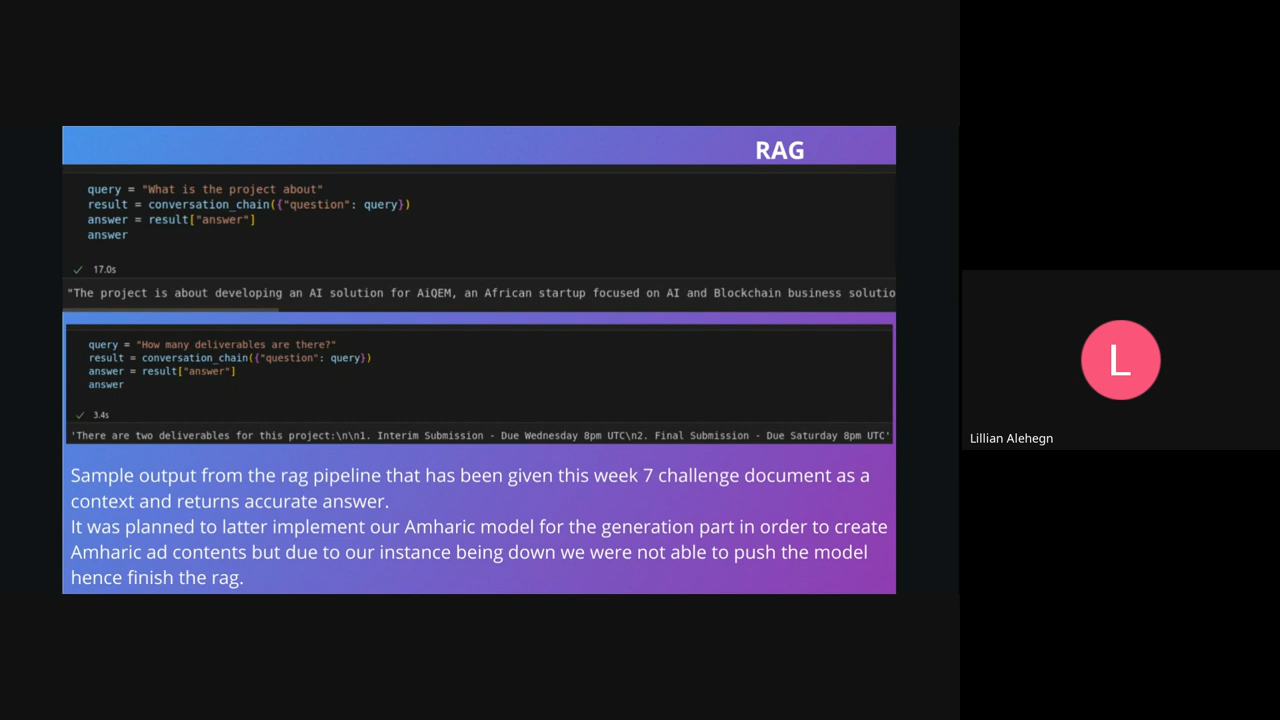 RAG
query = "What is the project about"
result = conversation_chain({"question": query})
answer = result["answer"]
answer
17.0s
"The project is about developing an AI solution for AiQEM, an African startup focused on AI and Blockchain business solutio
query = "How many deliverables are there?"
result = conversation_chain({"question": query})
answer = result["answer"]
answer
3.4s
'There are two deliverables for this project:\n\n1. Interim Submission - Due Wednesday 8pm UTC\n2. Final Submission - Due Saturday 8pm UTC'
Sample output from the rag pipeline that has been given this week 7 challenge document as a
context and returns accurate answer.
It was planned to latter implement our Amharic model for the generation part in order to create
Amharic ad contents but due to our instance being down we were not able to push the model
hence finish the rag.
L
Lillian Alehegn